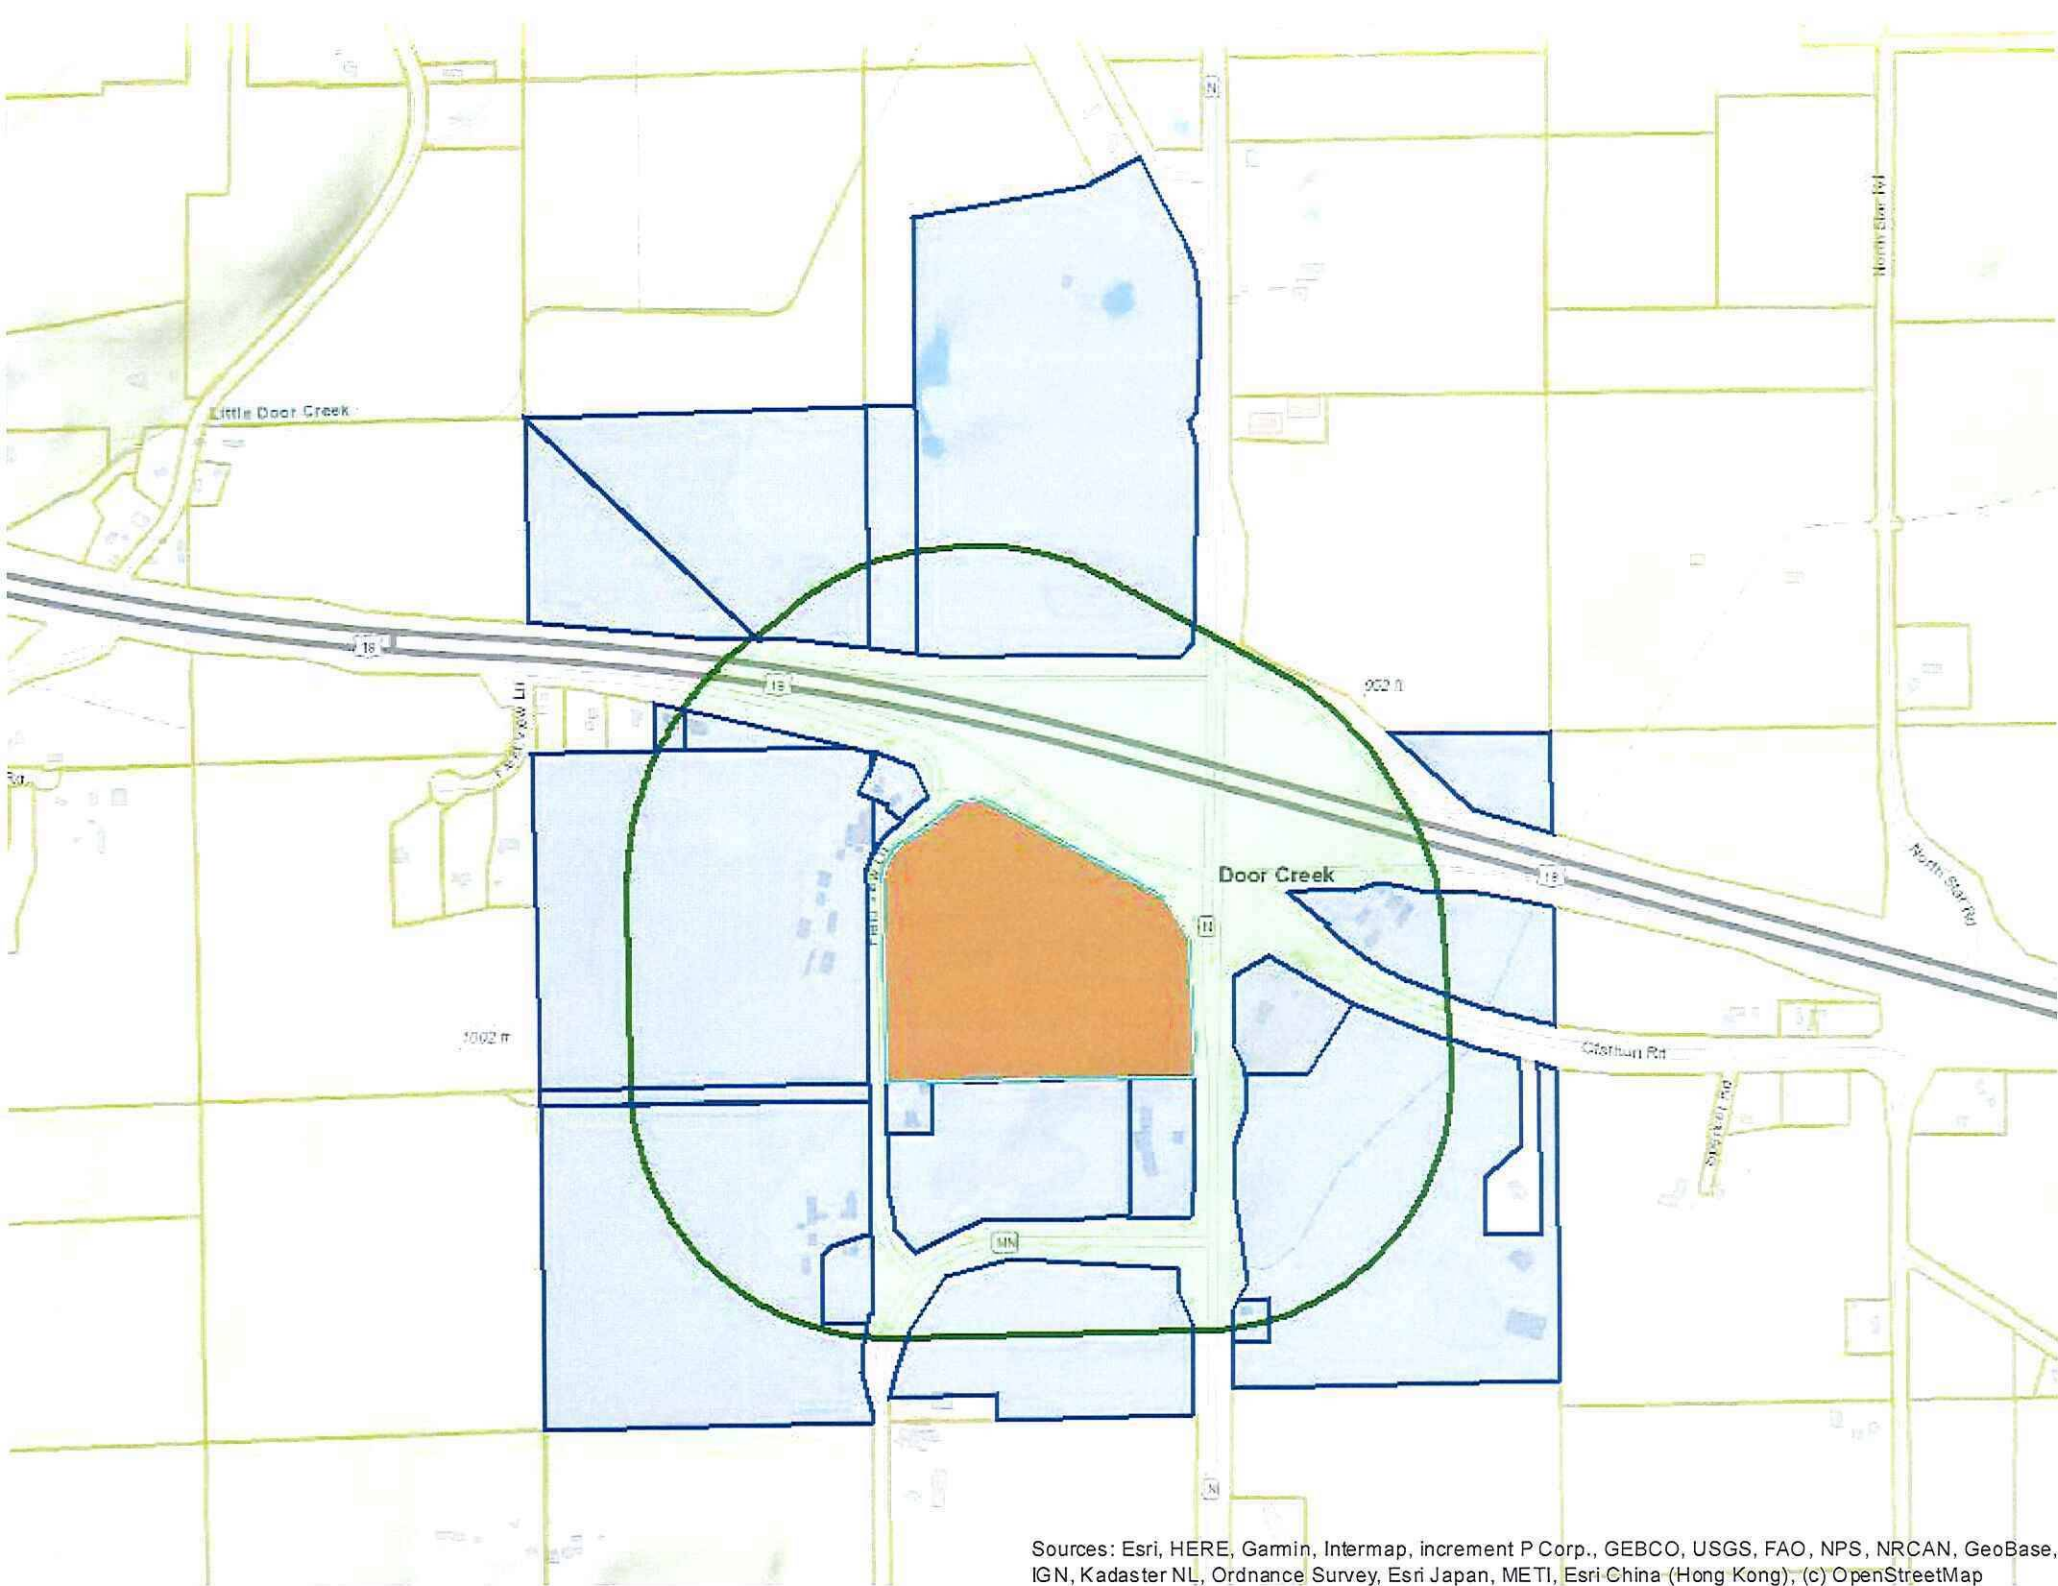 N
North Star Rd
Little Door Creek
18
18
902 ft
Rd
Door Creek
18
North Star Rd
N
1002 ft
MN
N
Sources: Esri, HERE, Garmin, Intermap, increment P Corp., GEBCO, USGS, FAO, NPS, NRCAN, GeoBase,
IGN, Kadaster NL, Ordnance Survey, Esri Japan, METI, Esri China (Hong Kong), (c) OpenStreetMap